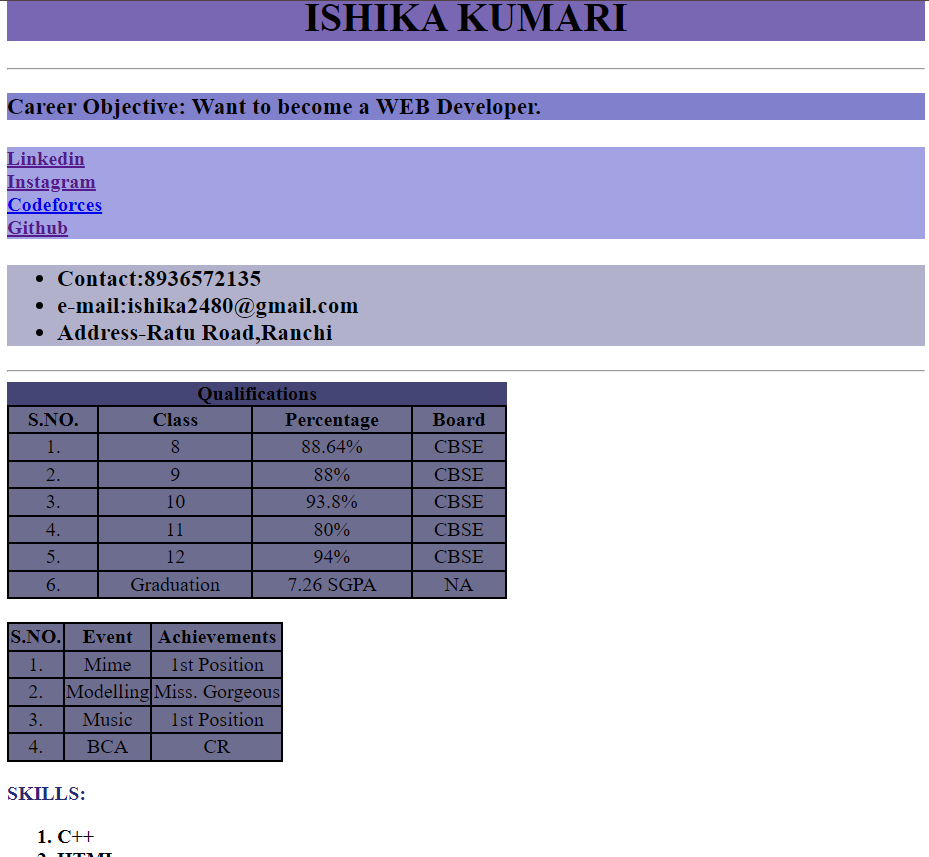 ISHIKA KUMARI
Career Objective: Want to become a WEB Developer.
Linkedin
Instagram
Codeforces
Github
Contact:8936572135
e-mail:ishika2480@gmail.com
Address-Ratu Road,Ranchi
Qualifications
S.NO. Class Percentage Board
1. 8 88.64% CBSE
2. 9 88% CBSE
3. 10 93.8% CBSE
4. 11 80% CBSE
5. 12 94% CBSE
6. Graduation 7.26 SGPA NA
S.NO. Event Achievements
1. Mime 1st Position
2. Modelling Miss. Gorgeous
3. Music 1st Position
4. BCA CR
SKILLS:
1. C++
2. HTML